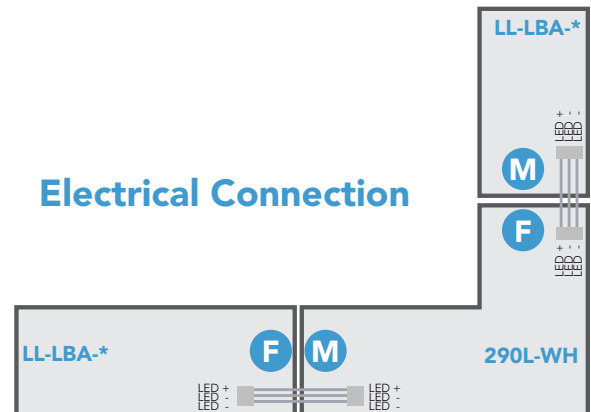 LL-LBA-*
LED +
LED -
LED -
M
Electrical Connection
F
LED +
LED -
LED -
LL-LBA-*
F
M
290L-WH
LED +
LED -
LED -
LED +
LED -
LED -